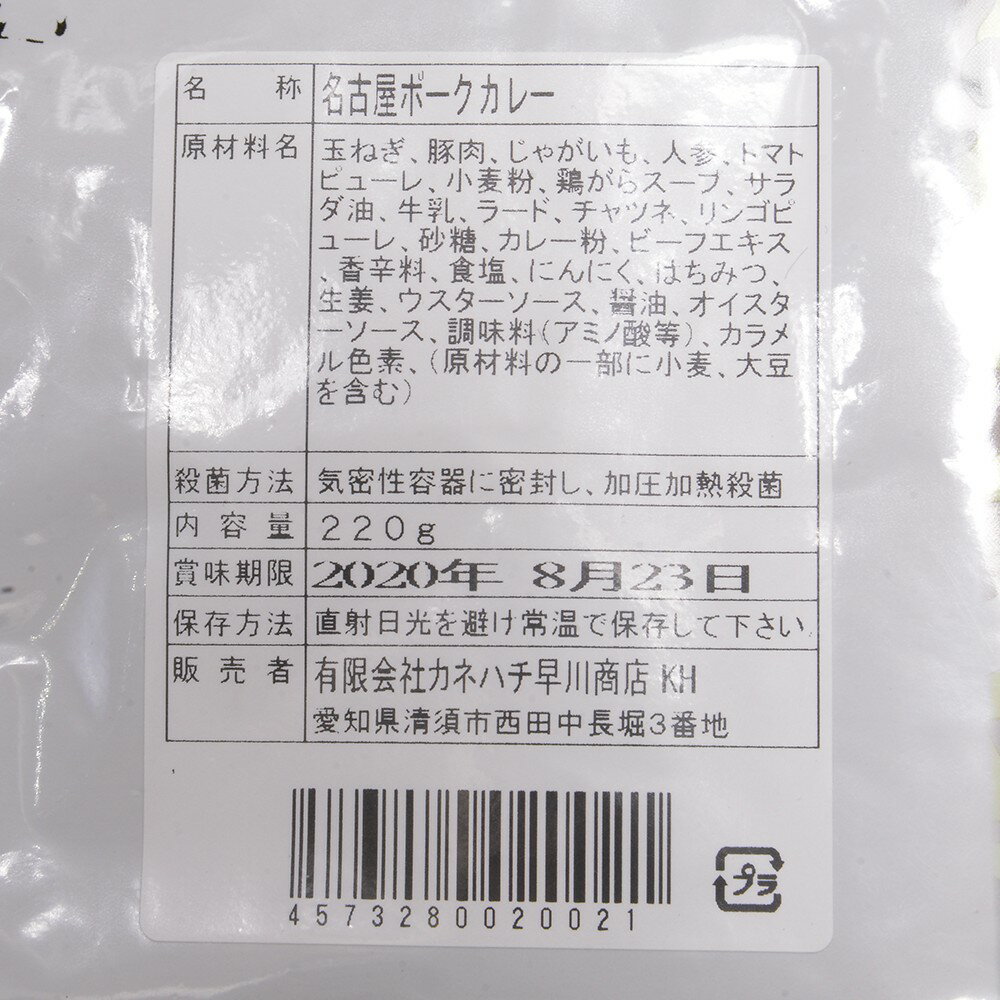 名称 名古屋ポークカレー
原材料名 玉ねぎ、豚肉、じゃがいも、人参、トマト
ピューレ、小麦粉、鶏がらスープ、サラ
ダ油、牛乳、ラード、チャツネ、リンゴピ
ューレ、砂糖、カレー粉、ビーフエキス
、香辛料、食塩、にんにく、はちみつ、
生姜、ウスターソース、醤油、オイスタ
ーソース、調味料(アミノ酸等)、カラメ
ル色素、(原材料の一部に小麦、大豆
を含む)
殺菌方法 気密性容器に密封し、加圧加熱殺菌
内容量 220g
賞味期限 2020年 8月23日
保存方法 直射日光を避け常温で保存して下さい
販売者 有限会社カネハチ早川商店 KH
愛知県清須市西田中長堀3番地
4573280020021
プラ